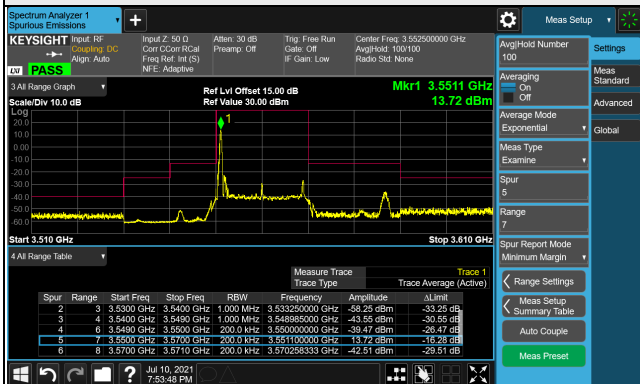 Spectrum Analyzer 1
Spurious Emissions
Meas Setup
KEYSIGHT
Input: RF
Coupling: DC
Align: Auto
Input Z: 50 Ω
Corr CCorr RCal
Freq Ref: Int (S)
NFE: Adaptive
Atten: 30 dB
Preamp: Off
Trig: Free Run
Gate: Off
IF Gain: Low
Center Freq: 3.552500000 GHz
Avg|Hold: 100/100
Radio Std: None
LXI PASS
3 All Range Graph
Scale/Div 10.0 dB
Ref Lvl Offset 15.00 dB
Ref Value 30.00 dBm
Mkr1 3.5511 GHz
13.72 dBm
Log
20.0
10.0
0.00
-10.0
-20.0
-30.0
-40.0
-50.0
-60.0
1
Start 3.510 GHz
Stop 3.610 GHz
4 All Range Table
Measure Trace Trace 1
Trace Type Trace Average (Active)
Spur Range Start Freq Stop Freq RBW Frequency Amplitude ΔLimit
2 3 3.5300 GHz 3.5400 GHz 1.000 MHz 3.533250000 GHz -58.25 dBm -33.25 dB
3 4 3.5400 GHz 3.5490 GHz 1.000 MHz 3.548985000 GHz -43.55 dBm -30.55 dB
4 6 3.5490 GHz 3.5500 GHz 200.0 kHz 3.550000000 GHz -39.47 dBm -26.47 dB
5 7 3.5500 GHz 3.5700 GHz 200.0 kHz 3.551100000 GHz 13.72 dBm -16.28 dB
6 8 3.5700 GHz 3.5710 GHz 200.0 kHz 3.570258333 GHz -42.51 dBm -29.51 dB
Avg|Hold Number
100
Averaging
On
Off
Average Mode
Exponential
Meas Type
Examine
Spur
5
Range
7
Spur Report Mode
Minimum Margin
Range Settings
Meas Setup
Summary Table
Auto Couple
Meas Preset
Settings
Meas
Standard
Advanced
Global
?
Jul 10, 2021
7:53:48 PM